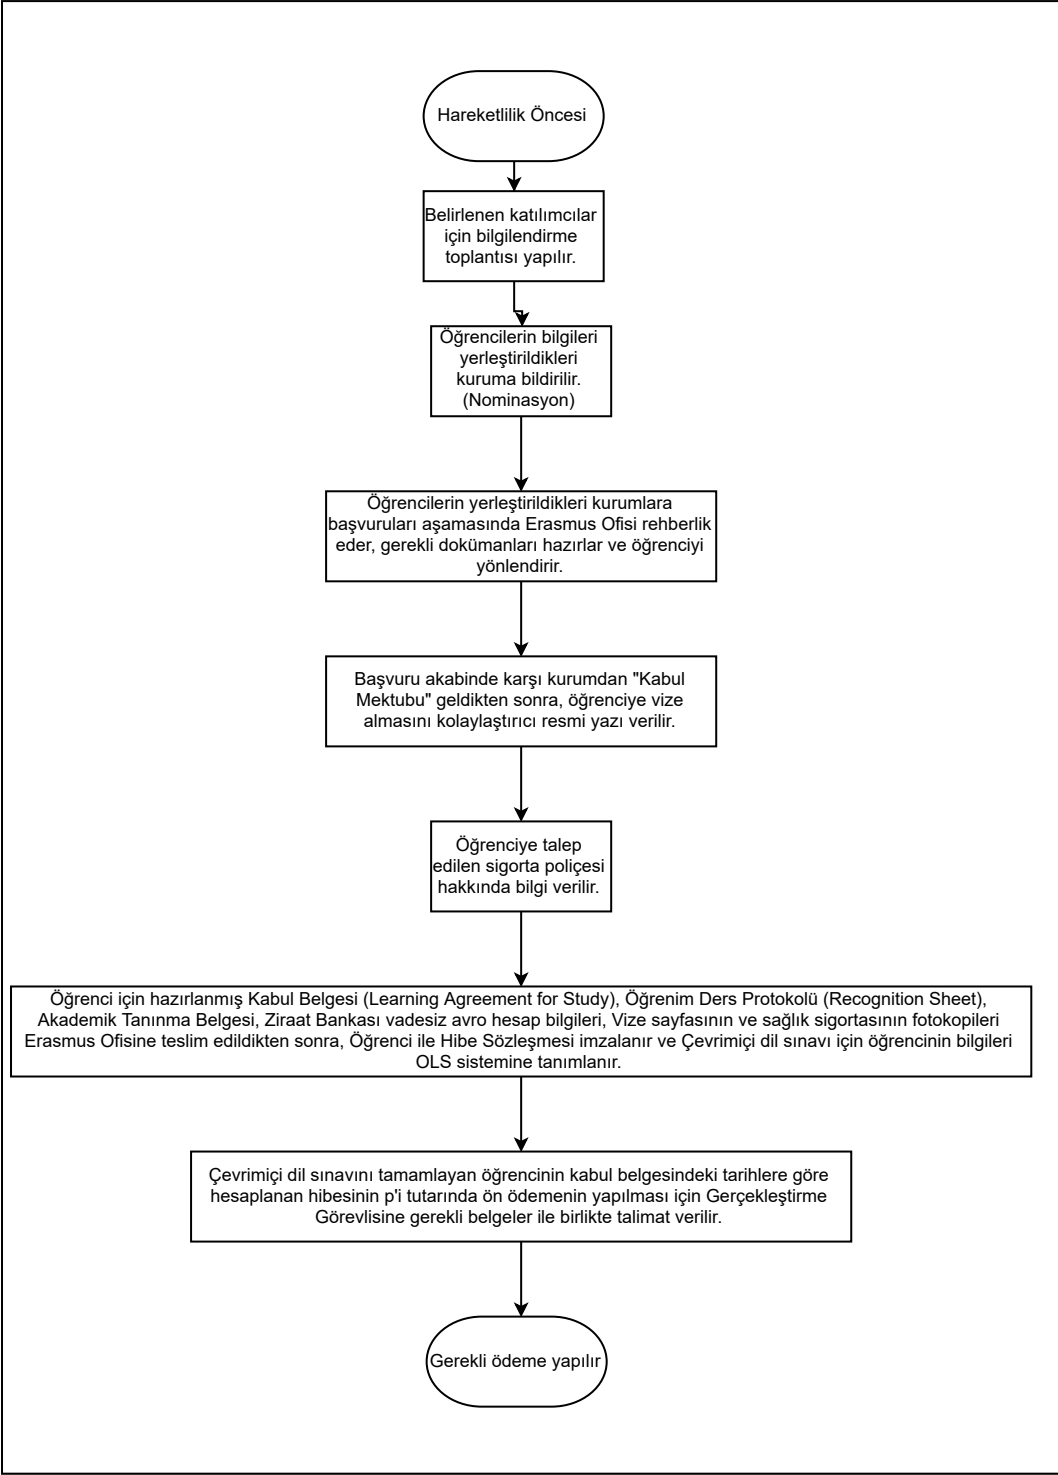 Hareketlilik Öncesi
Belirlenen katılımcılar
için bilgilendirme
toplantısı yapılır.
Öğrencilerin bilgileri
yerleştirildikleri
kuruma bildirilir.
(Nominasyon)
Öğrencilerin yerleştirildikleri kurumlara
başvuruları aşamasında Erasmus Ofisi rehberlik
eder, gerekli dokümanları hazırlar ve öğrenciyi
yönlendirir.
Başvuru akabinde karşı kurumdan "Kabul
Mektubu" geldikten sonra, öğrenciye vize
almasını kolaylaştırıcı resmi yazı verilir.
Öğrenciye talep
edilen sigorta poliçesi
hakkında bilgi verilir.
Öğrenci için hazırlanmış Kabul Belgesi (Learning Agreement for Study), Öğrenim Ders Protokolü (Recognition Sheet),
Akademik Tanınma Belgesi, Ziraat Bankası vadesiz avro hesap bilgileri, Vize sayfasının ve sağlık sigortasının fotokopileri
Erasmus Ofisine teslim edildikten sonra, Öğrenci ile Hibe Sözleşmesi imzalanır ve Çevrimiçi dil sınavı için öğrencinin bilgileri
OLS sistemine tanımlanır.
Çevrimiçi dil sınavını tamamlayan öğrencinin kabul belgesindeki tarihlere göre
hesaplanan hibesinin p'i tutarında ön ödemenin yapılması için Gerçekleştirme
Görevlisine gerekli belgeler ile birlikte talimat verilir.
Gerekli ödeme yapılır